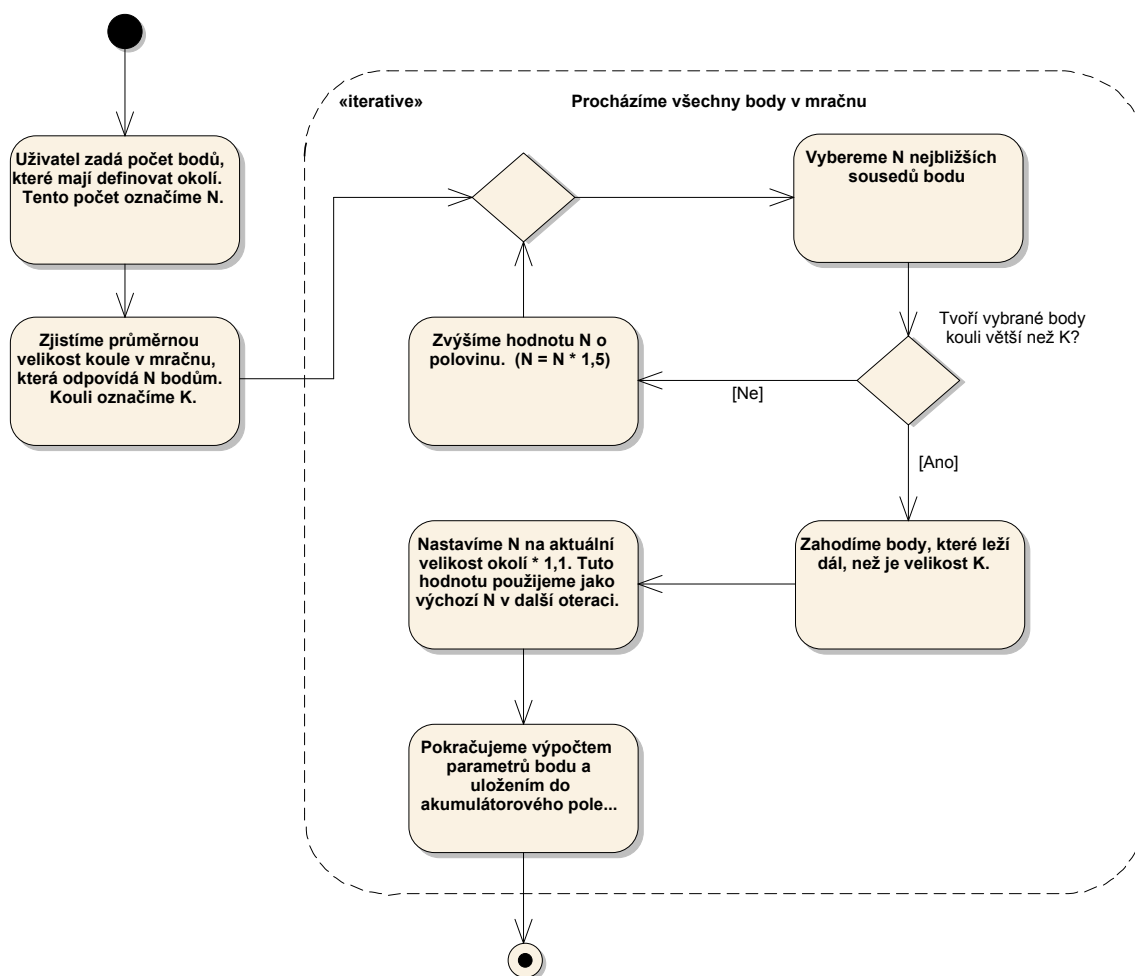 «iterative»
Procházíme všechny body v mračnu
Uživatel zadá počet bodů,
které mají definovat okolí.
Tento počet označíme N.
Zjistíme průměrnou
velikost koule v mračnu,
která odpovídá N bodům.
Kouli označíme K.
Vybereme N nejbližších
sousedů bodu
Tvoří vybrané body
kouli větší než K?
[Ne]
Zvýšíme hodnotu N o
polovinu. (N = N * 1,5)
[Ano]
Zahodíme body, které leží
dál, než je velikost K.
Nastavíme N na aktuální
velikost okolí * 1,1. Tuto
hodnotu použijeme jako
výchozí N v další oteraci.
Pokračujeme výpočtem
parametrů bodu a
uložením do
akumulátorového pole...